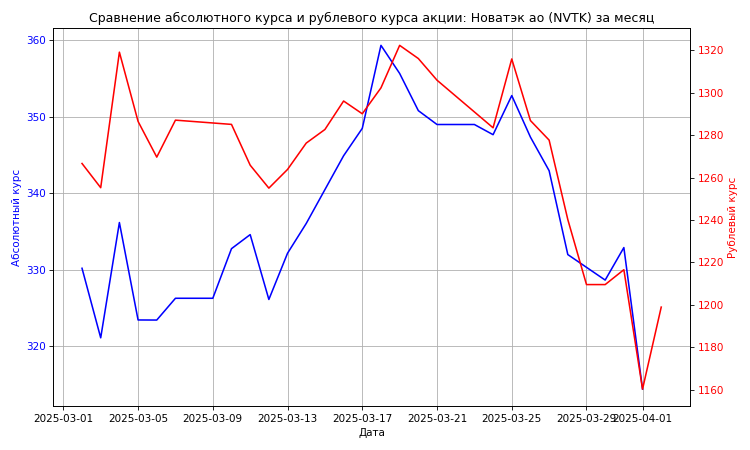 Сравнение абсолютного курса и рублевого курса акции: Новатэк ао (NVTK) за месяц
360
350
340
330
320
Абсолютный курс
1320
1300
1280
1260
1240
1220
1200
1180
1160
Рублевый курс
2025-03-01 2025-03-05 2025-03-09 2025-03-13 2025-03-17 2025-03-21 2025-03-25 2025-03-29 2025-04-01
Дата